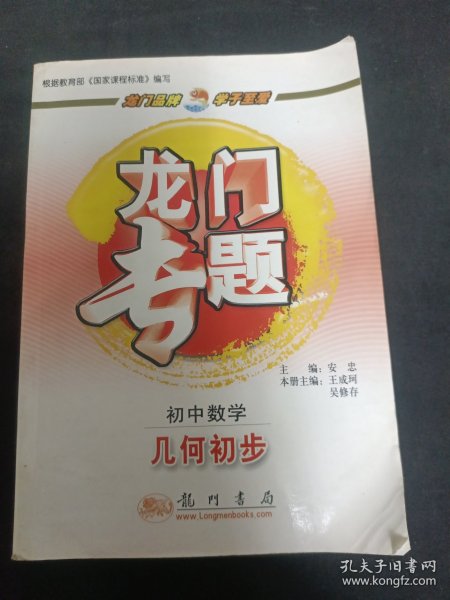 根据教育部《国家课程标准》编写
龙门品牌 学子至爱
龙门
专题
主 编：安 忠
本册主编：王成珂
吴修存
初中数学
几何初步
龍門書局
www.Longmenbooks.com
孔夫子旧书网
www.kongfz.com